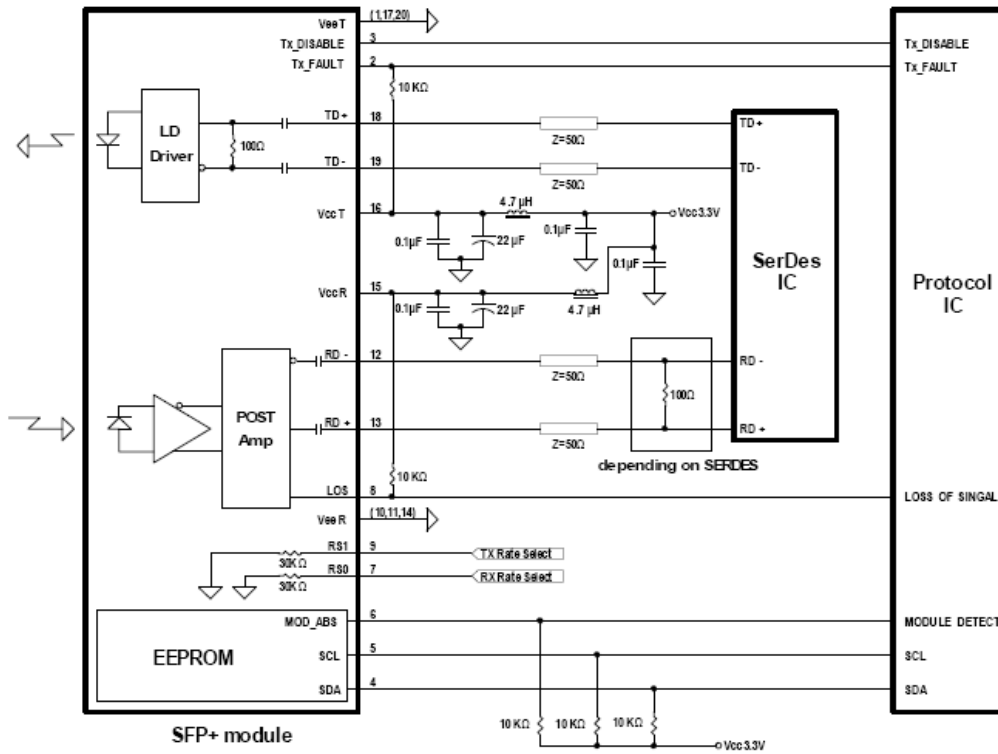 VeeT (1,17,20)
Tx_DISABLE 3 Tx_DISABLE
Tx_FAULT 2 Tx_FAULT
10 KΩ
LD Driver
100Ω
TD+ 18 Z=50Ω TD+
TD- 19 Z=50Ω TD-
VccT 16
4.7 µH
Vcc3.3V
0.1µF
22 µF
0.1µF
0.1µF
SerDes IC
Protocol IC
VccR 15
0.1µF
22 µF
4.7 µH
RD - 12 Z=50Ω RD -
100Ω
POST Amp
RD + 13 Z=50Ω RD +
depending on SERDES
10 KΩ
LOS 8 LOSS OF SINGAL
VeeR (10,11,14)
RS1 9 TX Rate Select
30KΩ
RS0 7 RX Rate Select
30KΩ
EEPROM
MOD_ABS 6 MODULE DETECT
SCL 5 SCL
SDA 4 SDA
10 KΩ 10 KΩ 10 KΩ
Vcc3.3V
SFP+ module